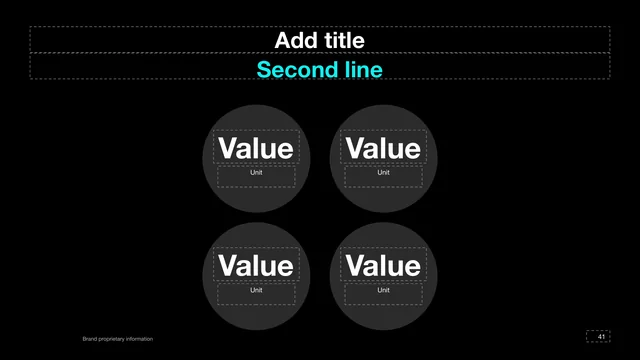 Add title
Second line
Value
Unit
Value
Unit
Value
Unit
Value
Unit
Brand proprietary information
41